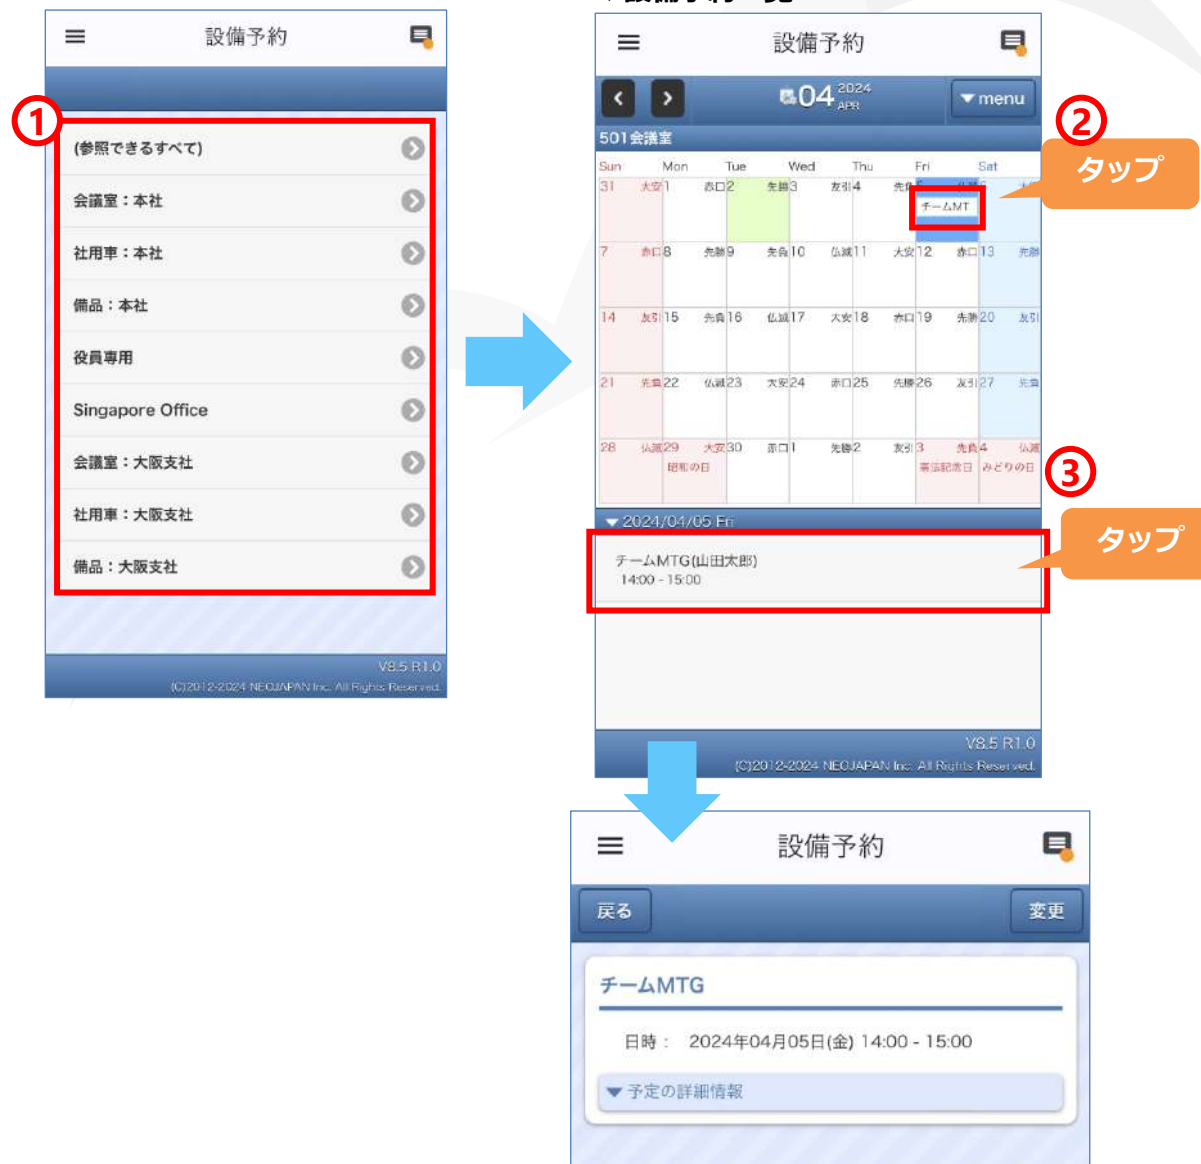 設備予約
①
(参照できるすべて)
会議室：本社
社用車：本社
備品：本社
役員専用
Singapore Office
会議室：大阪支社
社用車：大阪支社
備品：大阪支社
V8.5 R1.0
(C)2012-2024 NEOJAPAN Inc. All Rights Reserved.
設備予約
04 2024 APR
menu
501会議室
②
タップ
Sun Mon Tue Wed Thu Fri Sat
31 大安 1 赤口 2 先勝 3 友引 4 先負
チームMT
7 赤口 8 先勝 9 先負 10 仏滅 11 大安 12 赤口 13 先勝
14 友引 15 先負 16 仏滅 17 大安 18 赤口 19 先勝 20 友引
21 先負 22 仏滅 23 大安 24 赤口 25 先勝 26 友引 27 先負
28 仏滅 29 大安 30 赤口 1 先勝 2 友引 3 先負 4 仏滅
昭和の日 憲法記念日 みどりの日
③
タップ
2024/04/05 Fri
チームMTG(山田太郎)
14:00 - 15:00
V8.5 R1.0
(C)2012-2024 NEOJAPAN Inc. All Rights Reserved.
設備予約
戻る 変更
チームMTG
日時： 2024年04月05日(金) 14:00 - 15:00
予定の詳細情報